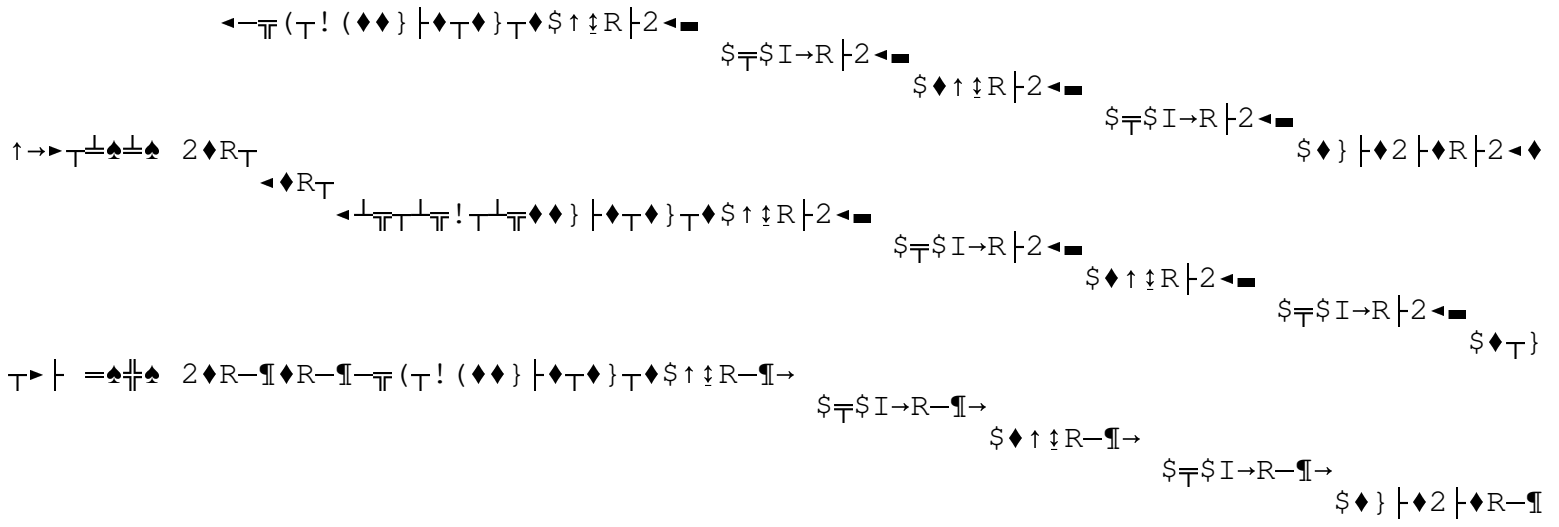 ◄─╥(┬!(♦♦}├♦┬♦}┬♦$↑↨R├2◄▬
$╤$I→R├2◄▬
$♦↑↨R├2◄▬
$╤$I→R├2◄▬
↑→►┬╧♠╧♠ 2♦R┬ $♦}├♦2├♦R├2◄♦
◄♦R┬
◄┴╥┬┴╥!┬┴╥♦♦}├♦┬♦}┬♦$↑↨R├2◄▬
$╤$I→R├2◄▬
$♦↑↨R├2◄▬
$╤$I→R├2◄▬
$♦┬}
┬►├ ═♠╬♠ 2♦R─¶♦R─¶─╥(┬!(♦♦}├♦┬♦}┬♦$↑↨R─¶→
$╤$I→R─¶→
$♦↑↨R─¶→
$╤$I→R─¶→
$♦}├♦2├♦R─¶